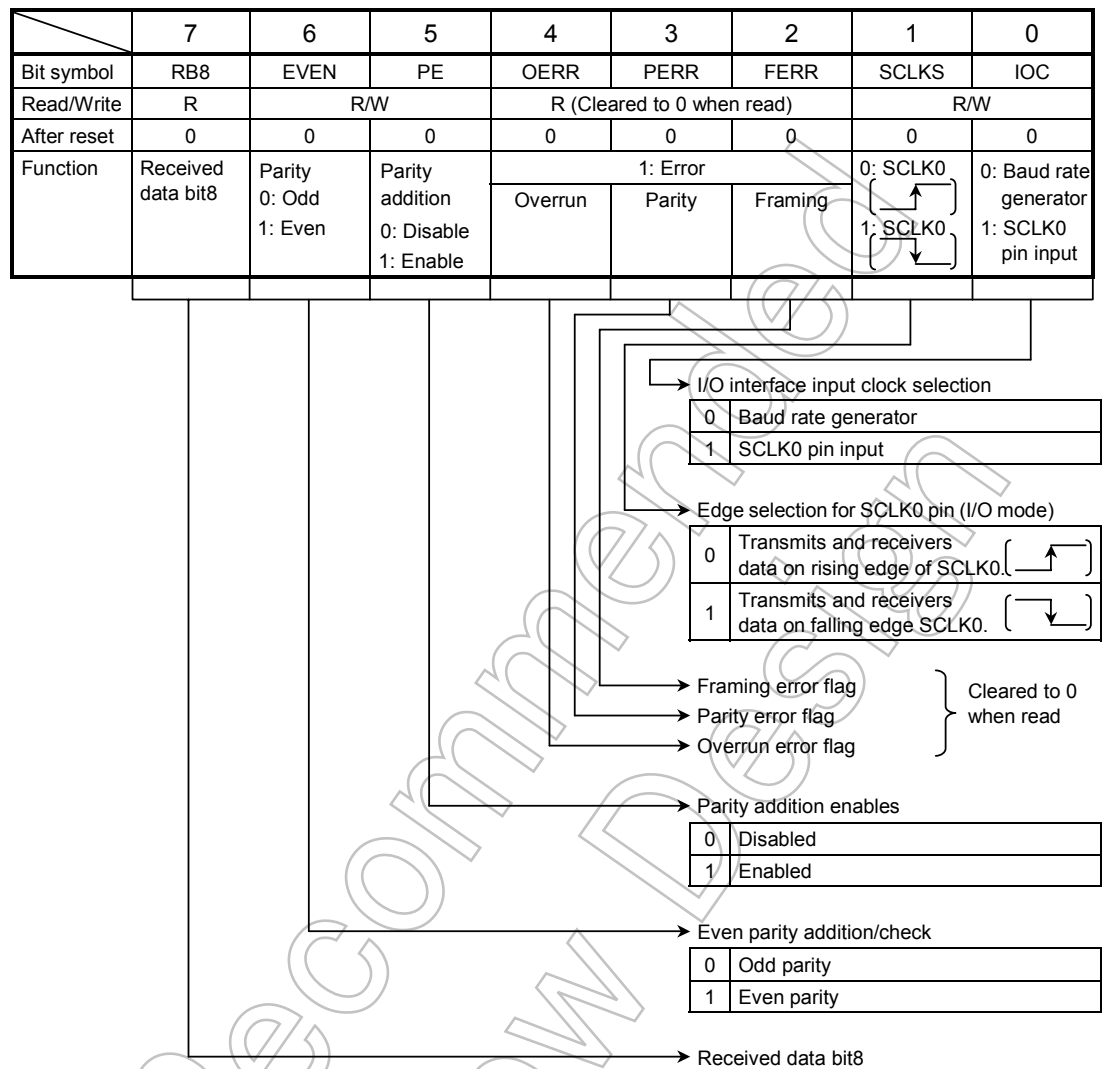 7 6 5 4 3 2 1 0
Bit symbol RB8 EVEN PE OERR PERR FERR SCLKS IOC
Read/Write R R/W R (Cleared to 0 when read) R/W
After reset 0 0 0 0 0 0 0 0
Function
Received
data bit8
Parity
0: Odd
1: Even
Parity
addition
0: Disable
1: Enable
1: Error
Overrun Parity Framing
0: SCLK0
1: SCLK0
0: Baud rate
generator
1: SCLK0
pin input
I/O interface input clock selection
0 Baud rate generator
1 SCLK0 pin input
Edge selection for SCLK0 pin (I/O mode)
0 Transmits and receivers
data on rising edge of SCLK0.
1 Transmits and receivers
data on falling edge SCLK0.
Framing error flag
Parity error flag
Overrun error flag
Cleared to 0
when read
Parity addition enables
0 Disabled
1 Enabled
Even parity addition/check
0 Odd parity
1 Even parity
Received data bit8
ecommended
w Design